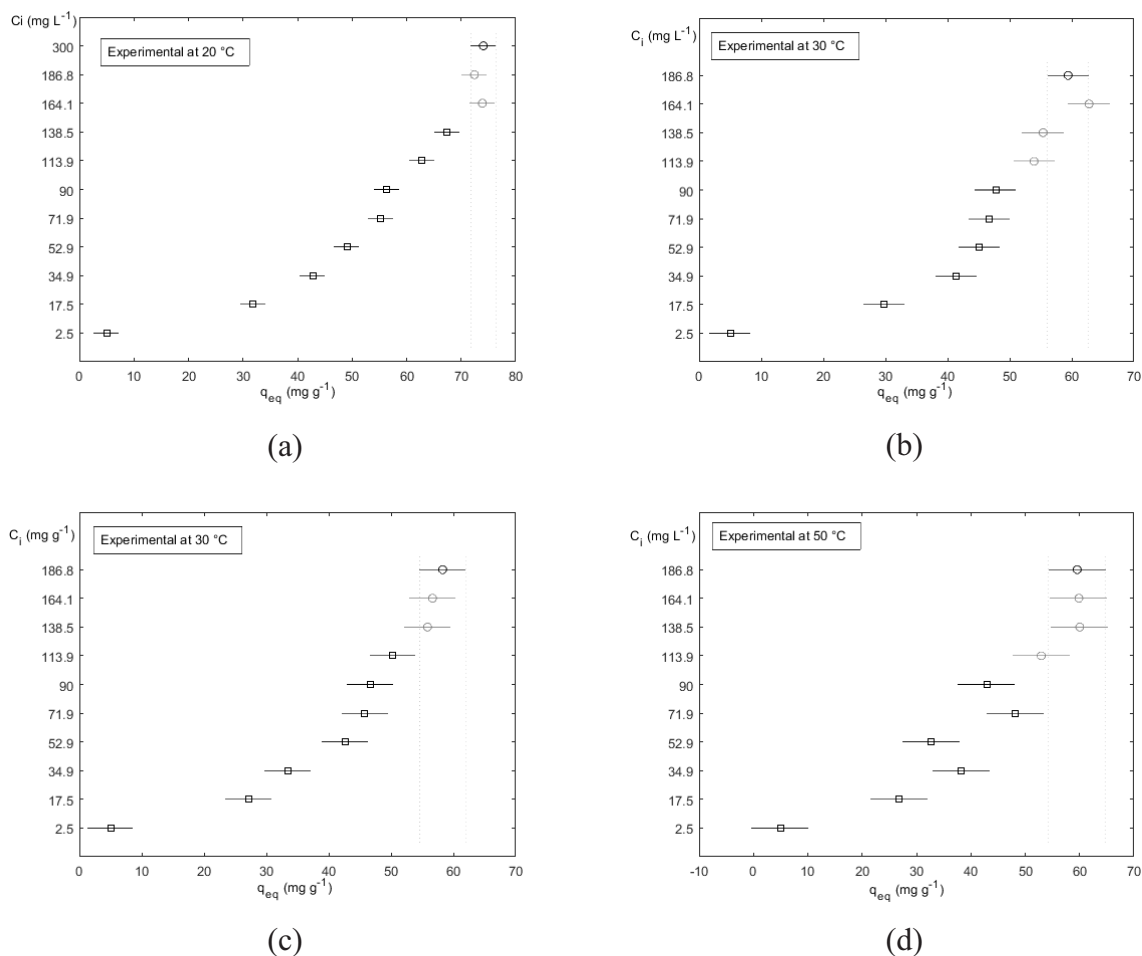 Ci (mg L⁻¹)
Experimental at 20 °C
300
186.8
164.1
138.5
113.9
90
71.9
52.9
34.9
17.5
2.5
0 10 20 30 40 50 60 70 80
q_eq (mg g⁻¹)
(a)
C_i (mg L⁻¹)
Experimental at 30 °C
186.8
164.1
138.5
113.9
90
71.9
52.9
34.9
17.5
2.5
0 10 20 30 40 50 60 70
q_eq (mg g⁻¹)
(b)
C_i (mg g⁻¹)
Experimental at 30 °C
186.8
164.1
138.5
113.9
90
71.9
52.9
34.9
17.5
2.5
0 10 20 30 40 50 60 70
q_eq (mg g⁻¹)
(c)
C_i (mg L⁻¹)
Experimental at 50 °C
186.8
164.1
138.5
113.9
90
71.9
52.9
34.9
17.5
2.5
-10 0 10 20 30 40 50 60 70
q_eq (mg g⁻¹)
(d)